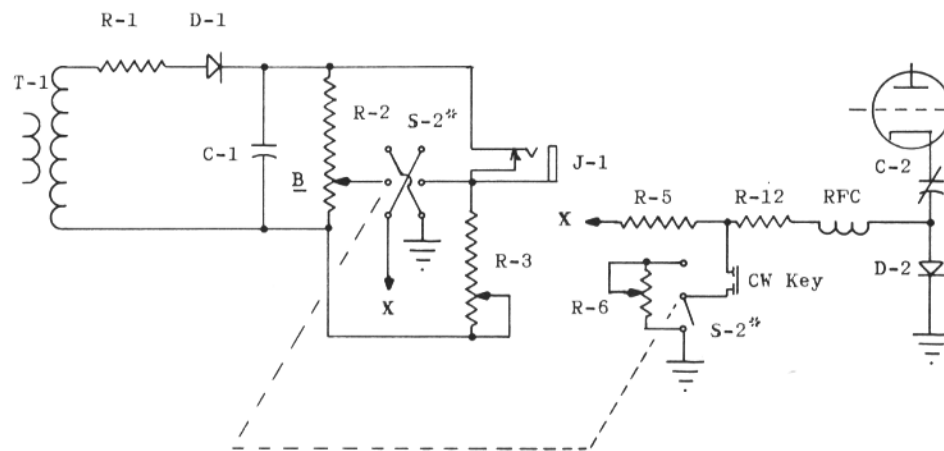 R-1
D-1
T-1
R-2
S-2*
C-1
B
J-1
R-3
X
X
R-5
R-12
RFC
C-2
D-2
CW Key
R-6
S-2*